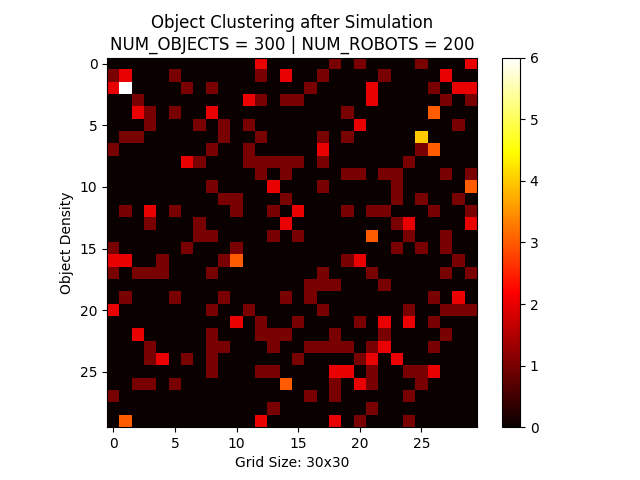 Object Clustering after Simulation
NUM_OBJECTS = 300 | NUM_ROBOTS = 200
0
5
10
15
20
25
Object Density
0 5 10 15 20 25
Grid Size: 30x30
6
5
4
3
2
1
0